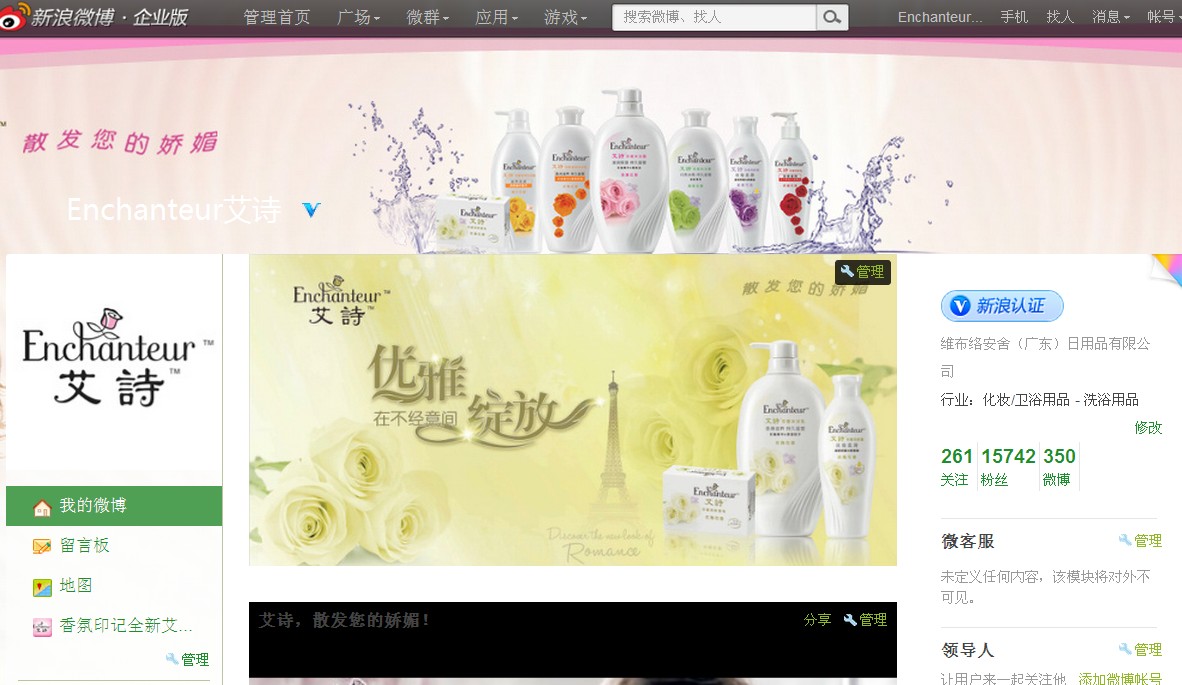 新浪微博 · 企业版
管理首页 广场 微群 应用 游戏 搜索微博、找人 Enchanteur... 手机 找人 消息 帐号
散发您的娇媚
Enchanteur艾诗
Enchanteur™
艾詩™
我的微博
留言板
地图
香氛印记全新艾...
管理
管理
Enchanteur™
艾詩™
散发您的娇媚
优雅
在不经意间
绽放
Enchanteur
Enchanteur
Enchanteur
Discover the new look of
Romance
艾诗，散发您的娇媚！
分享 管理
新浪认证
维布络安舍（广东）日用品有限公
司
行业：化妆/卫浴用品 - 洗浴用品
修改
261 15742 350
关注 粉丝 微博
微客服 管理
未定义任何内容，该模块将对外不
可见。
领导人 管理
让用户来一起关注他 添加微博帐号